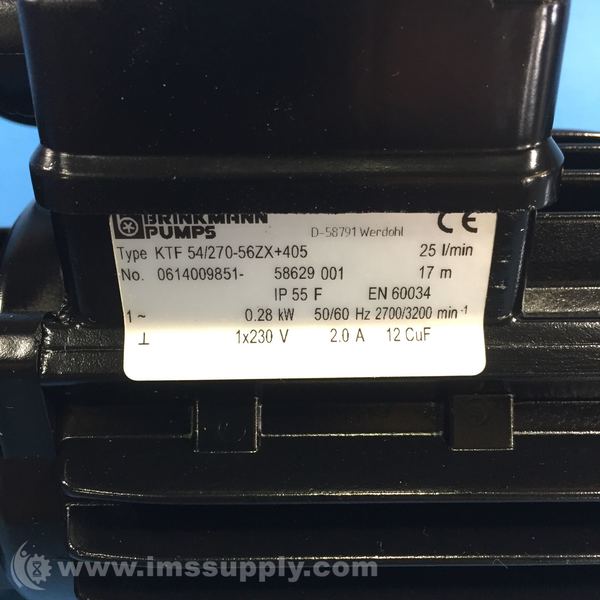 BRINKMANN
PUMPS D-58791 Werdohl CE
Type KTF 54/270-56ZX+405 25 l/min
No. 0614009851- 58629 001 17 m
IP 55 F EN 60034
1 ~ 0.28 kW 50/60 Hz 2700/3200 min-1
⊥ 1x230 V 2.0 A 12 CuF
www.imssupply.com